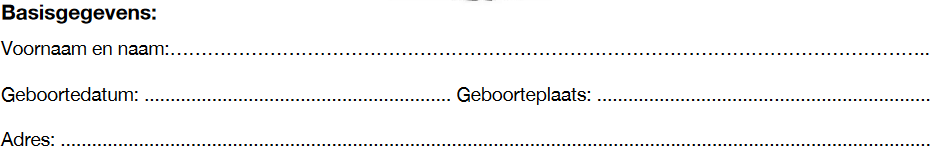 Basisgegevens:
Voornaam en naam:……………………………………………………………………………………………………..
Geboortedatum: ............................................................ Geboorteplaats: .................................................................
Adres: ..........................................................................................................................................................................